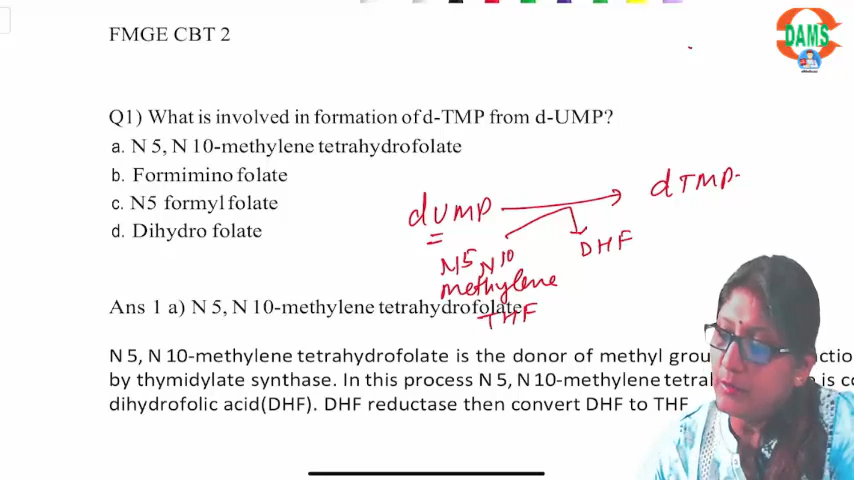 FMGE CBT 2
DAMS
Q1) What is involved in formation of d-TMP from d-UMP?
a. N 5, N 10-methylene tetrahydrofolate
b. Formimino folate
c. N5 formyl folate
d. Dihydro folate
dUMP
dTMP
N5 N10
methylene
THF
DHF
Ans 1 a) N 5, N 10-methylene tetrahydrofolate
N 5, N 10-methylene tetrahydrofolate is the donor of methyl
by thymidylate synthase. In this process N 5, N 10-methylene is
dihydrofolic acid(DHF). DHF reductase then convert DHF to THF